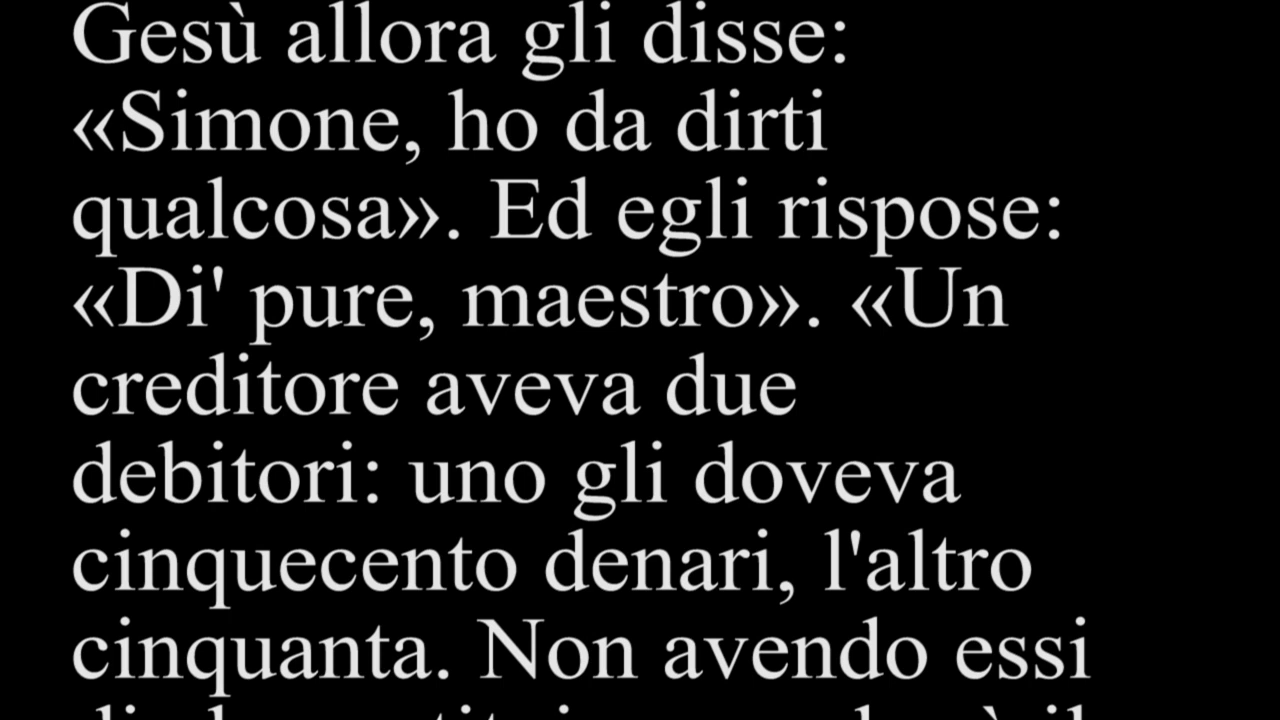 Gesù allora gli disse:
«Simone, ho da dirti
qualcosa». Ed egli rispose:
«Di' pure, maestro». «Un
creditore aveva due
debitori: uno gli doveva
cinquecento denari, l'altro
cinquanta. Non avendo essi